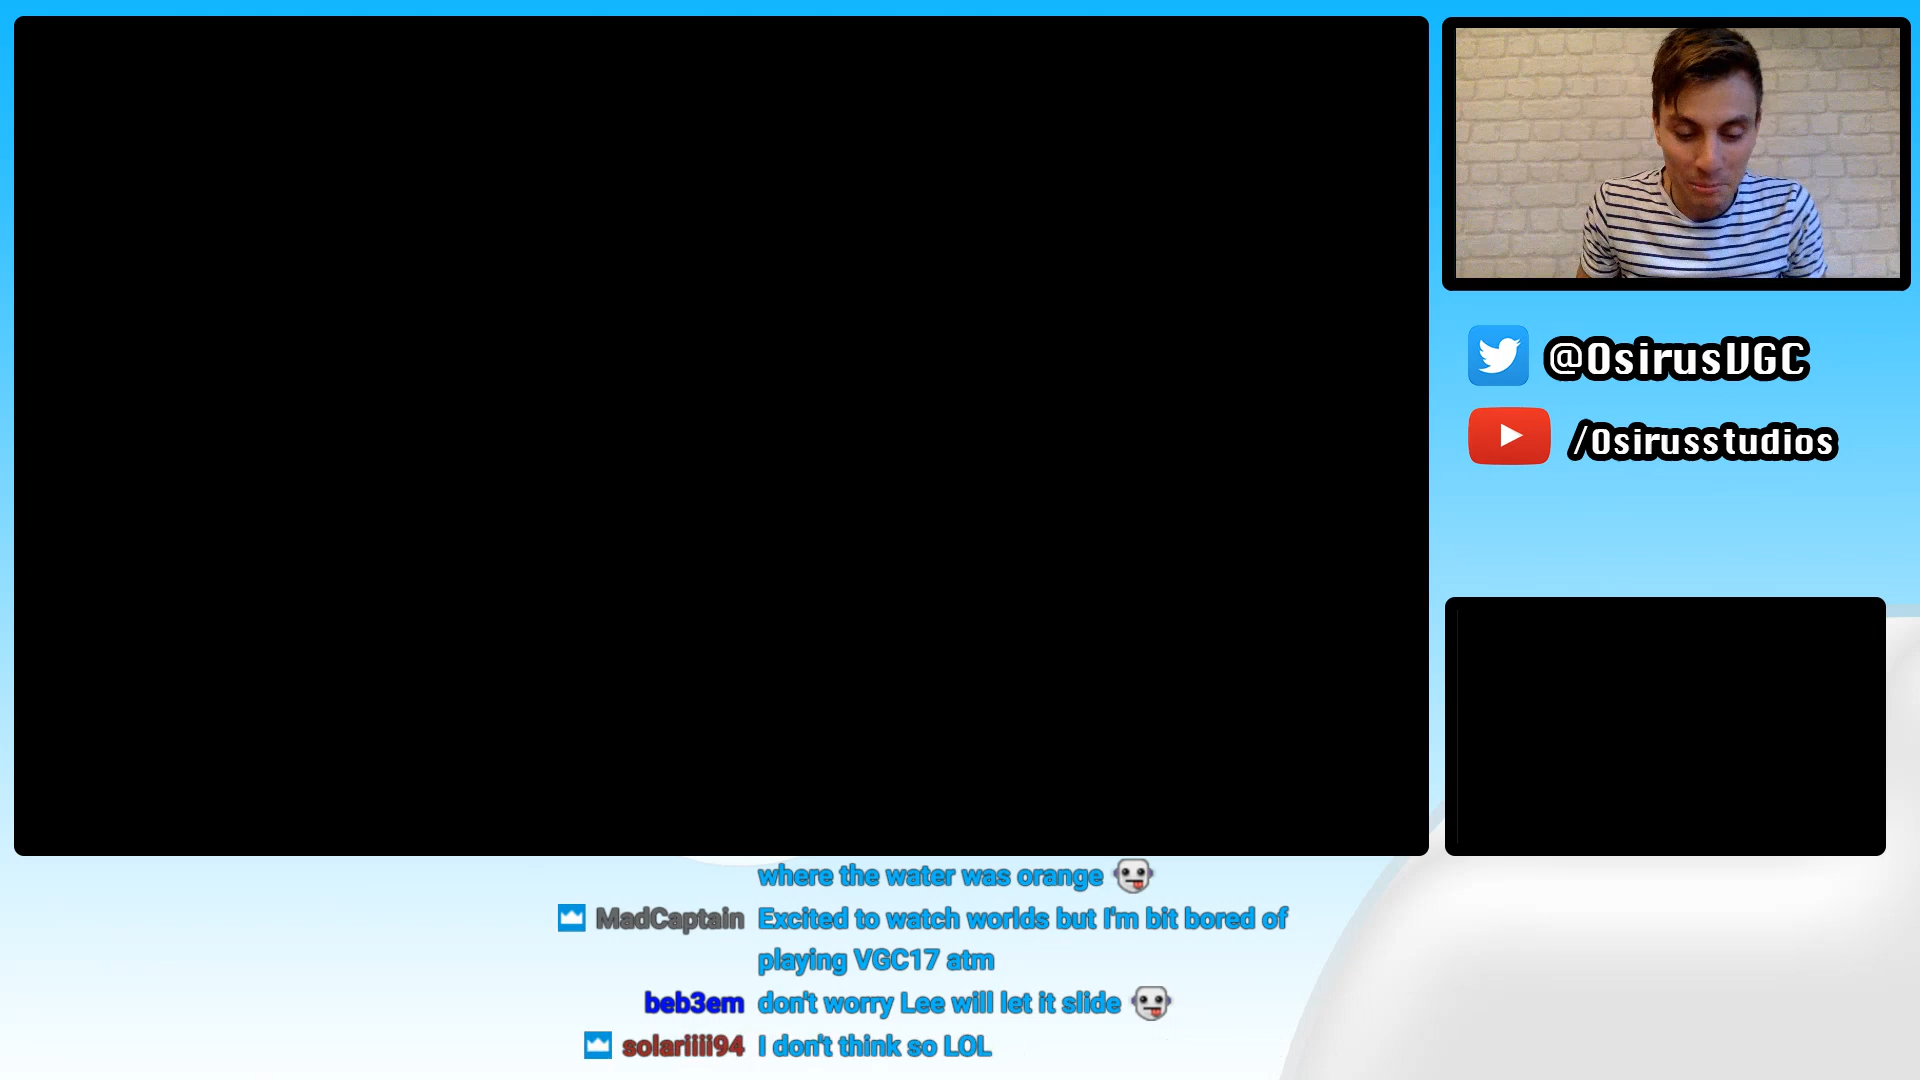 @OsirusVGC
/Osirusstudios
where the water was orange
MadCaptain Excited to watch worlds but I'm bit bored of
playing VGC17 atm
beb3em don't worry Lee will let it slide
solariiii94 I don't think so LOL